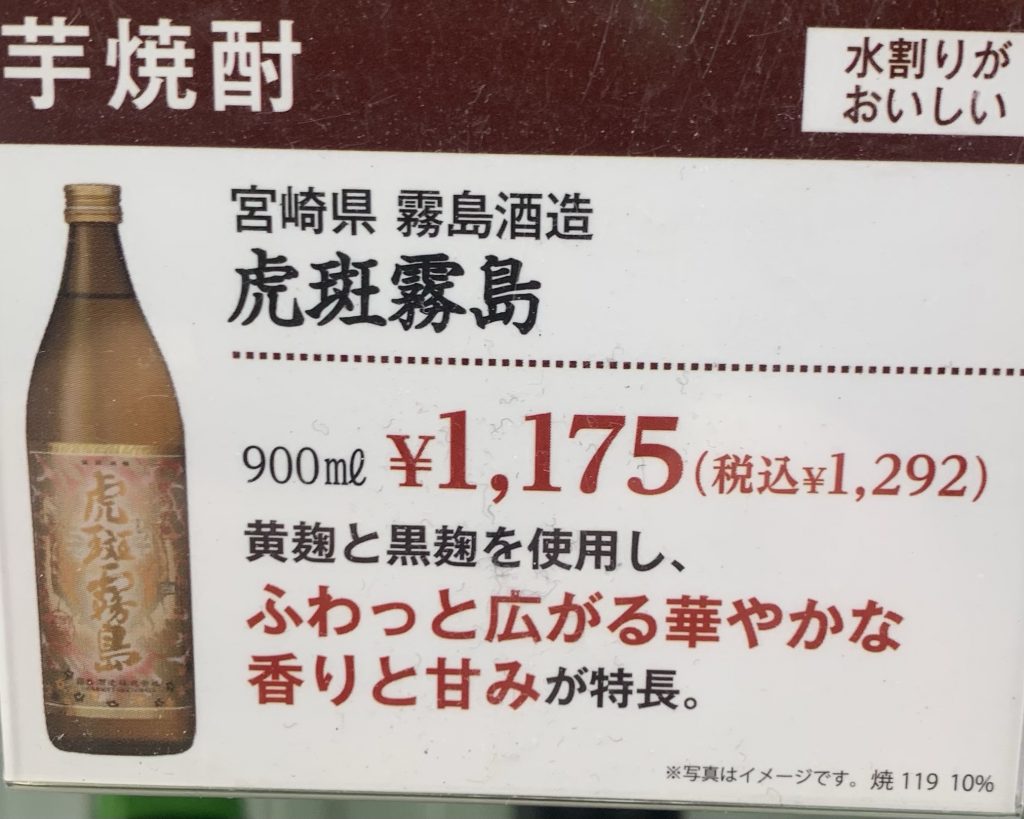 芋焼酎
水割りが
おいしい
宮崎県 霧島酒造
虎斑霧島
900㎖ ¥1,175(税込¥1,292)
黄麹と黒麹を使用し、
ふわっと広がる華やかな
香りと甘みが特長。
虎斑霧島
※写真はイメージです。焼 119 10%